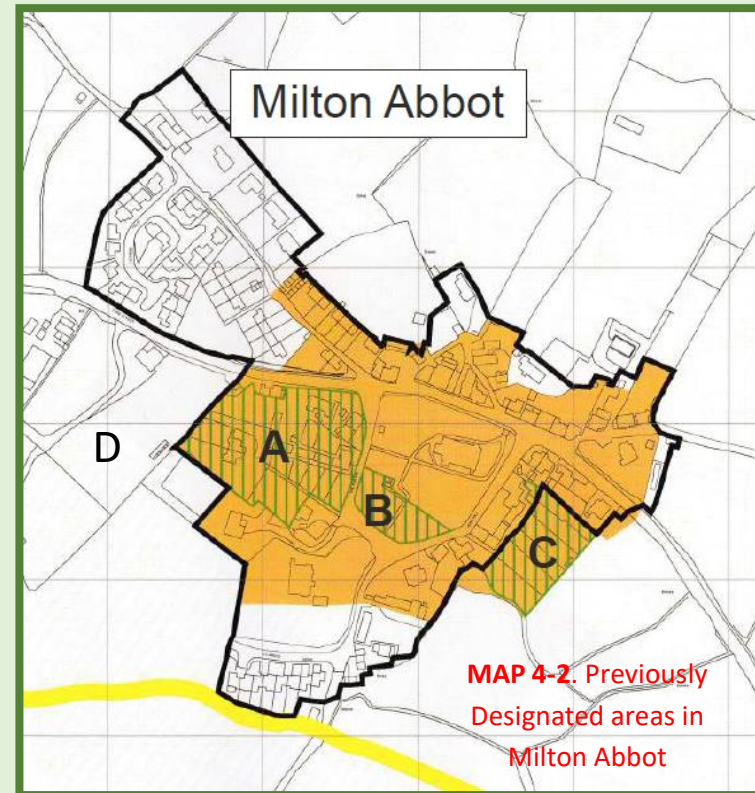 Milton Abbot
D
A
B
C
MAP 4-2. Previously
Designated areas in
Milton Abbot